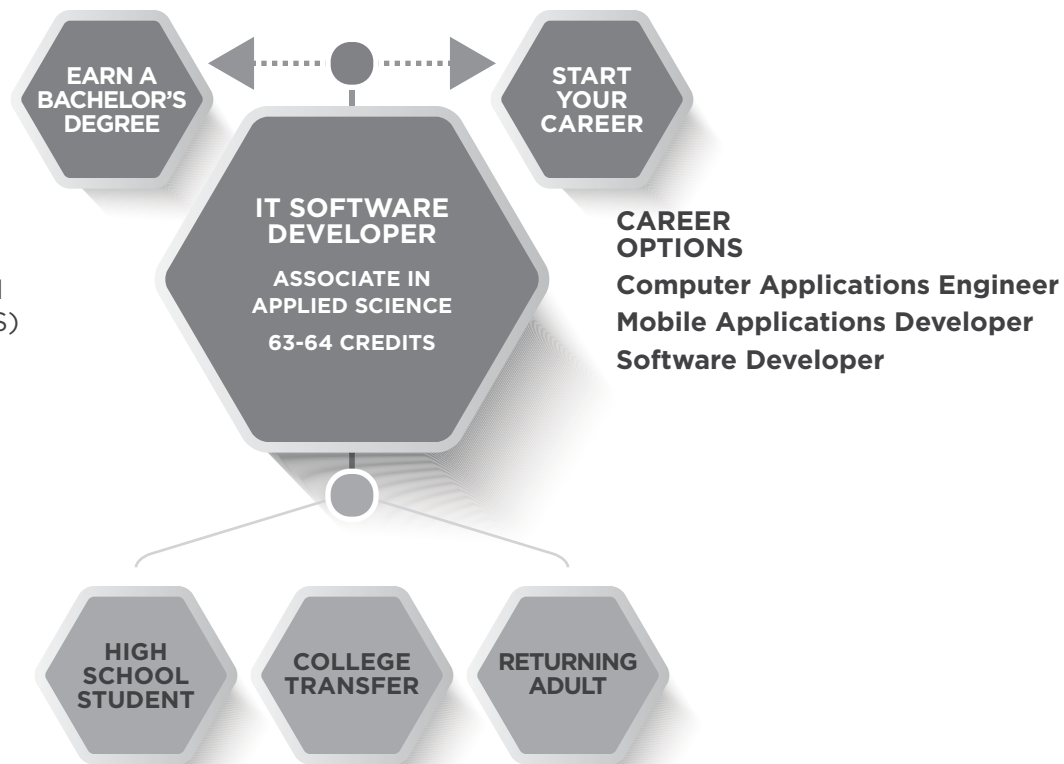 EARN A
BACHELOR'S
DEGREE
START
YOUR
CAREER
IT SOFTWARE
DEVELOPER
ASSOCIATE IN
APPLIED SCIENCE
63-64 CREDITS
S)
CAREER
OPTIONS
Computer Applications Engineer
Mobile Applications Developer
Software Developer
HIGH
SCHOOL
STUDENT
COLLEGE
TRANSFER
RETURNING
ADULT